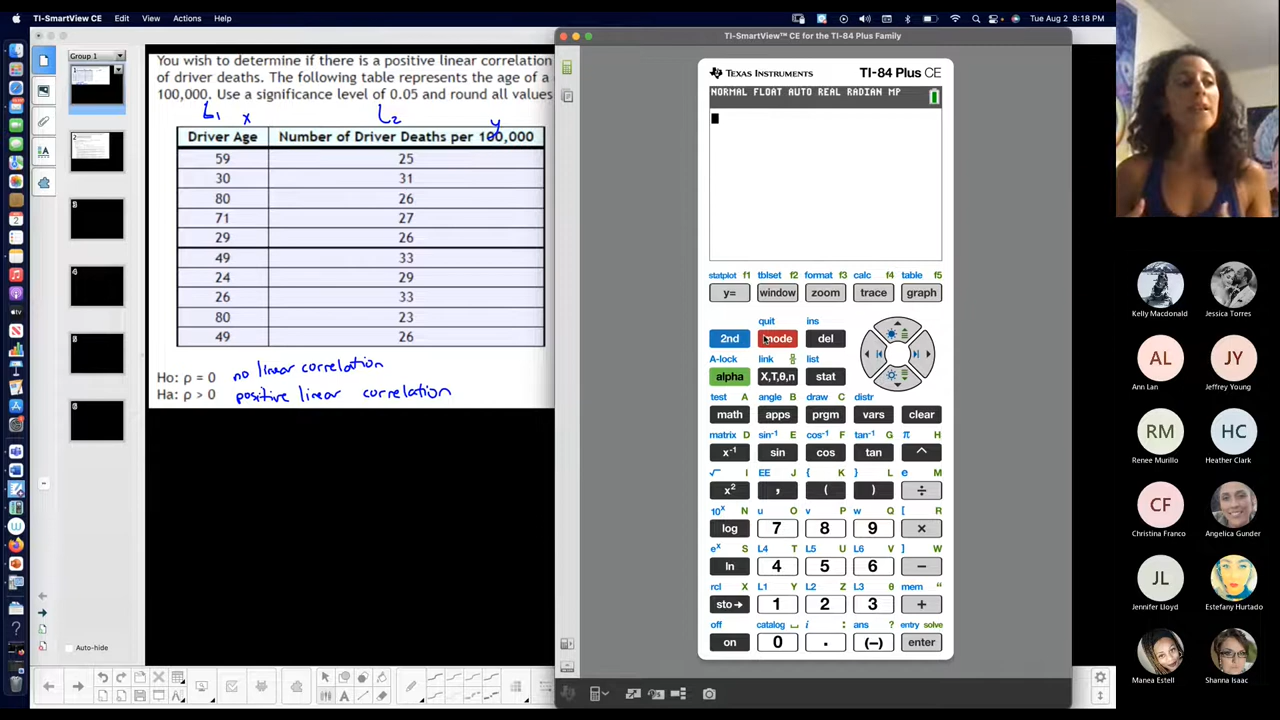 TI-SmartView CE File Edit View Actions Help Tue Aug 2 8:18 PM
Group 1
You wish to determine if there is a positive linear correlation
of driver deaths. The following table represents the age of a
100,000. Use a significance level of 0.05 and round all values
L1 x L2 y
Driver Age Number of Driver Deaths per 100,000
59 25
30 31
80 26
71 27
29 26
49 33
24 29
26 33
80 23
49 26
Ho: ρ = 0 no linear correlation
Ha: ρ > 0 positive linear correlation
Auto-hide
TI-SmartView™ CE for the TI-84 Plus Family
TEXAS INSTRUMENTS TI-84 Plus CE
NORMAL FLOAT AUTO REAL RADIAN MP
statplot f1 tblset f2 format f3 calc f4 table f5
y= window zoom trace graph
quit ins
2nd mode del
A-lock link list
alpha X,T,θ,n stat
test A angle B draw C distr
math apps prgm vars clear
matrix D sin⁻¹ E cos⁻¹ F tan⁻¹ G π H
x⁻¹ sin cos tan ^
√ I EE J { K } L e M
x² , ( ) ÷
10ˣ N u O v P w Q [ R
log 7 8 9 ×
eˣ S L4 T L5 U L6 V ] W
ln 4 5 6 −
rcl X L1 Y L2 Z L3 θ mem “
sto→ 1 2 3 +
off catalog i : ans ? entry solve
on 0 . (−) enter
Kelly Macdonald Jessica Torres
AL JY
Ann Lan Jeffrey Young
RM HC
Renee Murillo Heather Clark
CF
Christina Franco Angelica Gunder
JL
Jennifer Lloyd Estefany Hurtado
Manea Estell Shanna Isaac